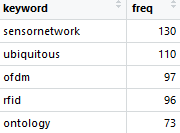 keyword freq
sensornetwork 130
ubiquitous 110
ofdm 97
rfid 96
ontology 73